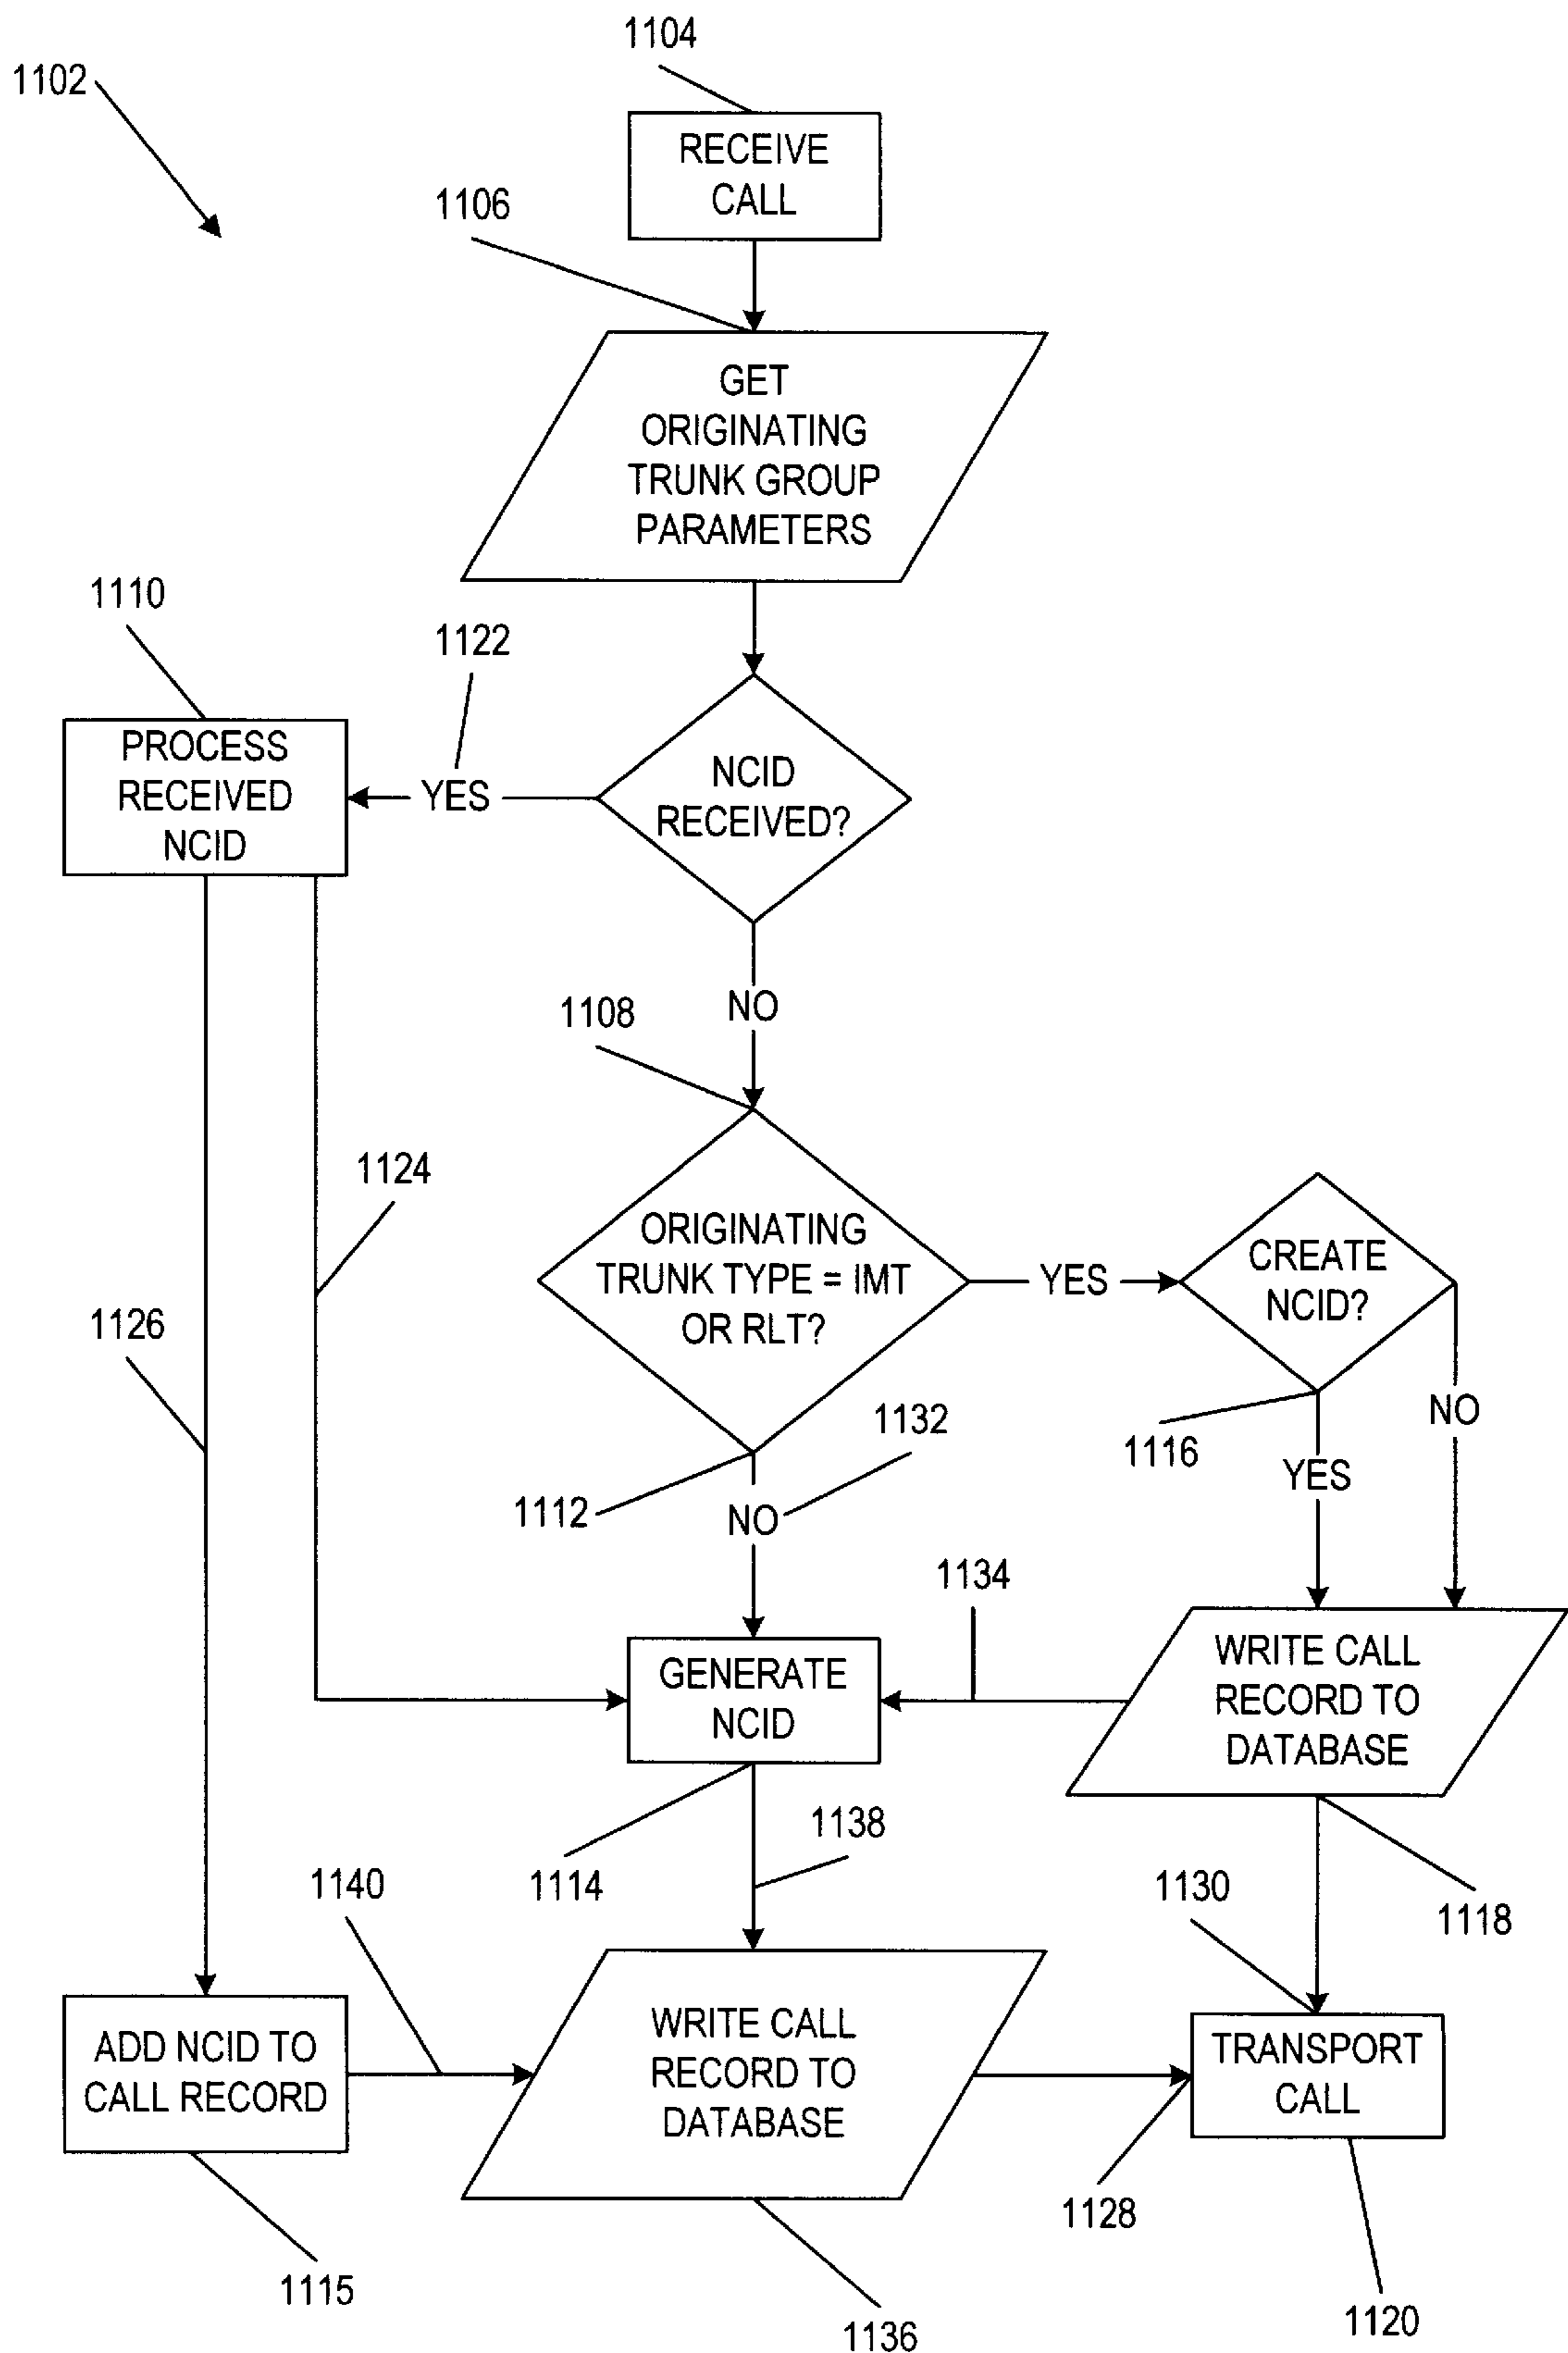 1104
1102
RECEIVE
CALL
1106
GET
ORIGINATING
TRUNK GROUP
PARAMETERS
1110
1122
PROCESS
RECEIVED
NCID
YES
NCID
RECEIVED?
NO
1108
1124
ORIGINATING
TRUNK TYPE = IMT
OR RLT?
YES
CREATE
NCID?
1126
1132
NO
1116
YES
1112
NO
1134
GENERATE
NCID
WRITE CALL
RECORD TO
DATABASE
1138
1114
1140
1130
1118
ADD NCID TO
CALL RECORD
WRITE CALL
RECORD TO
DATABASE
TRANSPORT
CALL
1128
1115
1136
1120